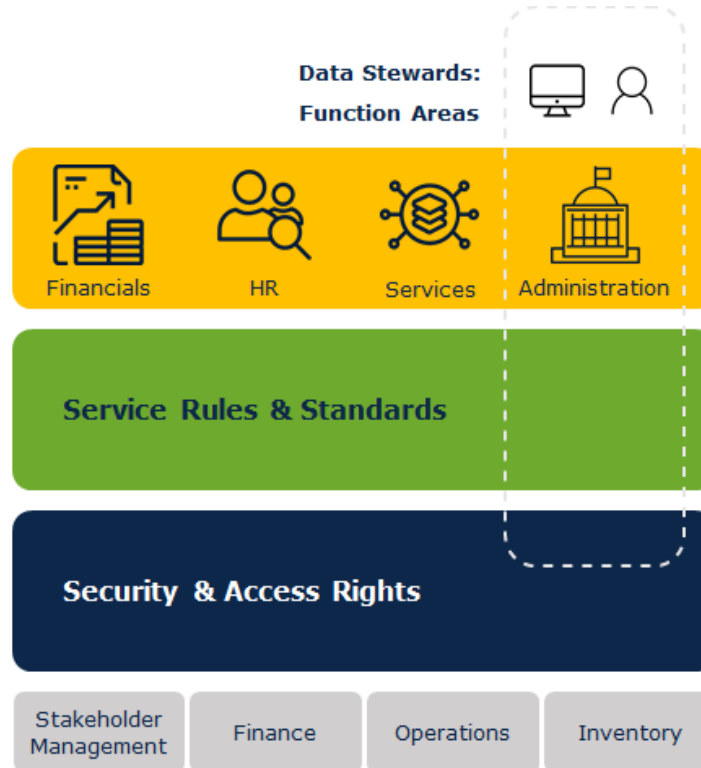 Data Stewards:
Function Areas
Financials
HR
Services
Administration
Service Rules & Standards
Security & Access Rights
Stakeholder
Management
Finance
Operations
Inventory